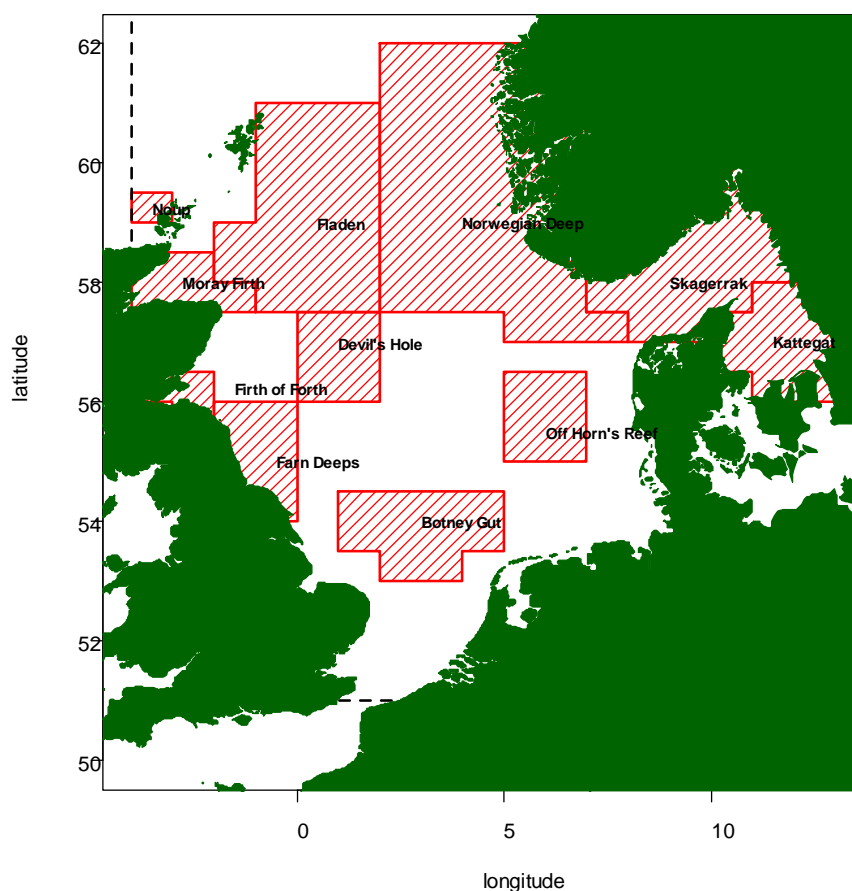 62
60
Noup
Fladen
Norwegian Deep
58
Moray Firth
Skagerrak
Devil's Hole
Kattegat
latitude
56
Firth of Forth
Off Horn's Reef
Farn Deeps
54
Botney Gut
52
50
0 5 10
longitude